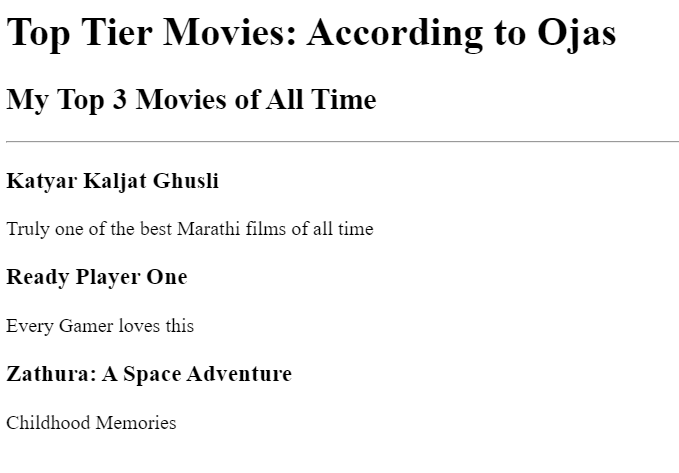 Top Tier Movies: According to Ojas
My Top 3 Movies of All Time
Katyar Kaljat Ghusli
Truly one of the best Marathi films of all time
Ready Player One
Every Gamer loves this
Zathura: A Space Adventure
Childhood Memories